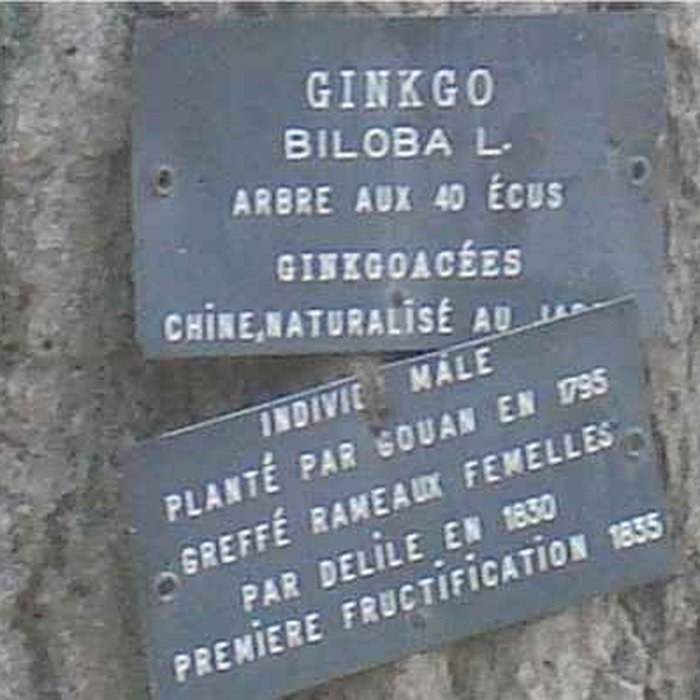 GINKGO
BILOBA L.
ARBRE AUX 40 ÉCUS
GINKGOACÉES
CHINE, NATURALISÉ AU
MÂLE
PLANTÉ PAR GOUAN EN 1795
GREFFÉ RAMEAUX FEMELLES
PAR DELILE EN 1830
PREMIERE FRUCTIFICATION 1835